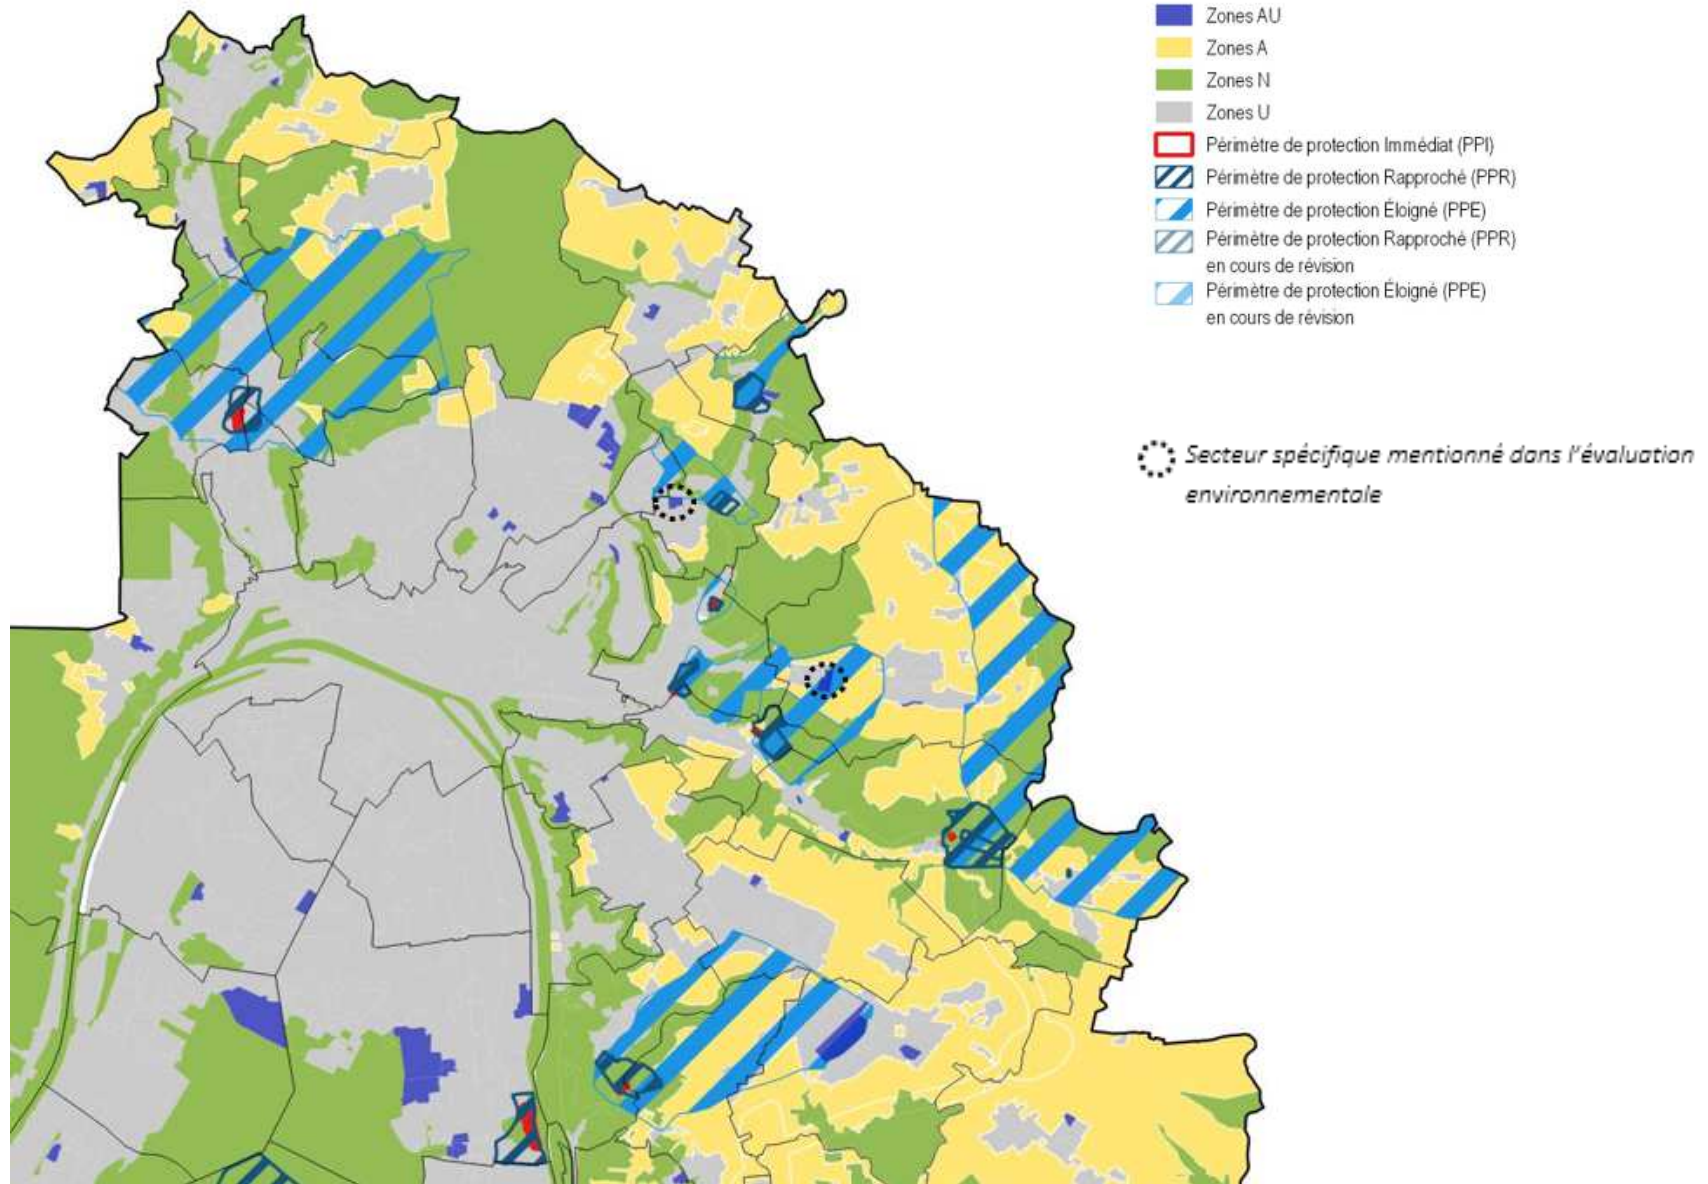 Zones AU
Zones A
Zones N
Zones U
Périmètre de protection Immédiat (PPI)
Périmètre de protection Rapproché (PPR)
Périmètre de protection Éloigné (PPE)
Périmètre de protection Rapproché (PPR)
en cours de révision
Périmètre de protection Éloigné (PPE)
en cours de révision
Secteur spécifique mentionné dans l'évaluation
environnementale